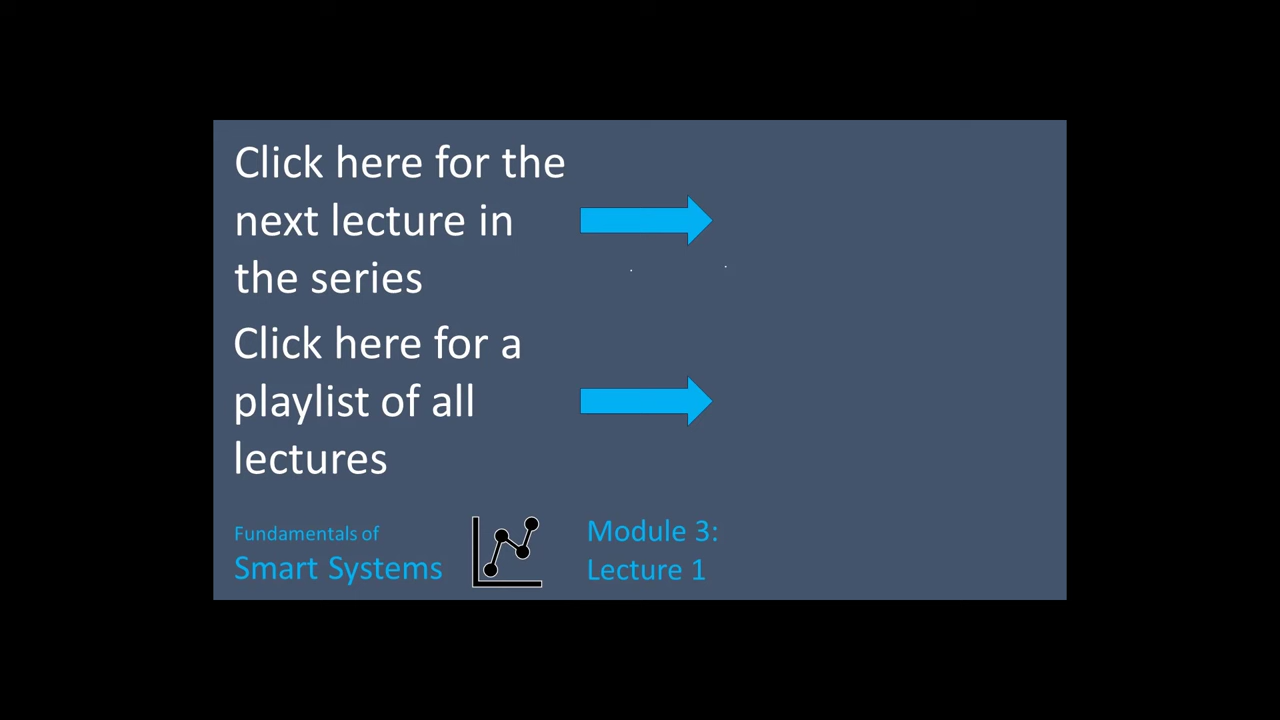 Click here for the
next lecture in
the series
Click here for a
playlist of all
lectures
Fundamentals of
Smart Systems
Module 3:
Lecture 1